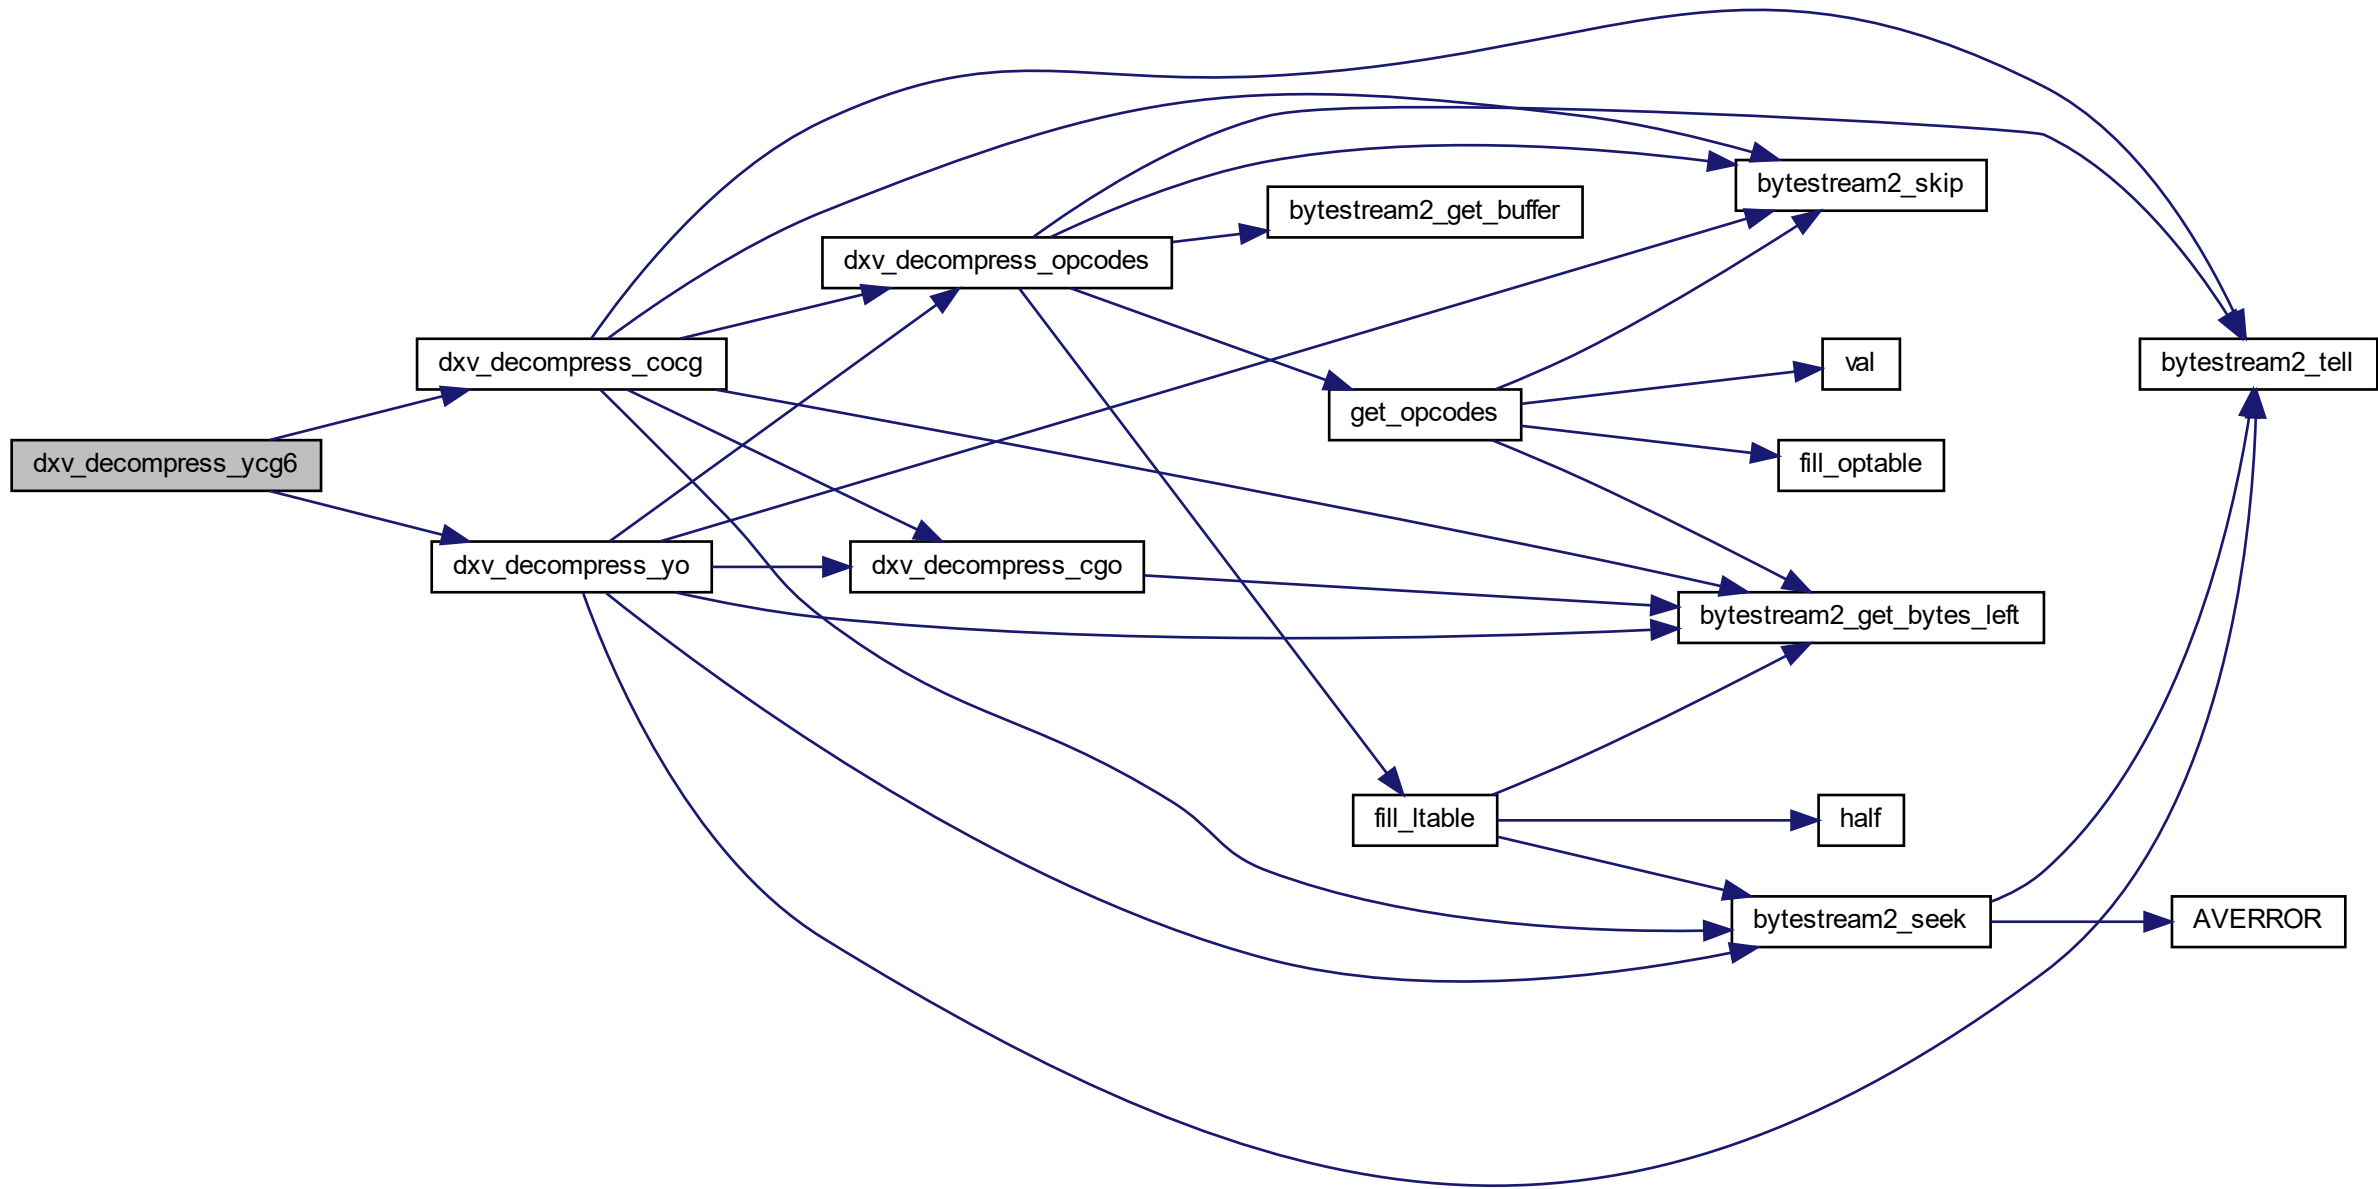 dxv_decompress_ycg6
dxv_decompress_cocg
dxv_decompress_yo
dxv_decompress_opcodes
dxv_decompress_cgo
bytestream2_get_buffer
get_opcodes
fill_ltable
bytestream2_skip
val
fill_optable
bytestream2_get_bytes_left
half
bytestream2_seek
bytestream2_tell
AVERROR